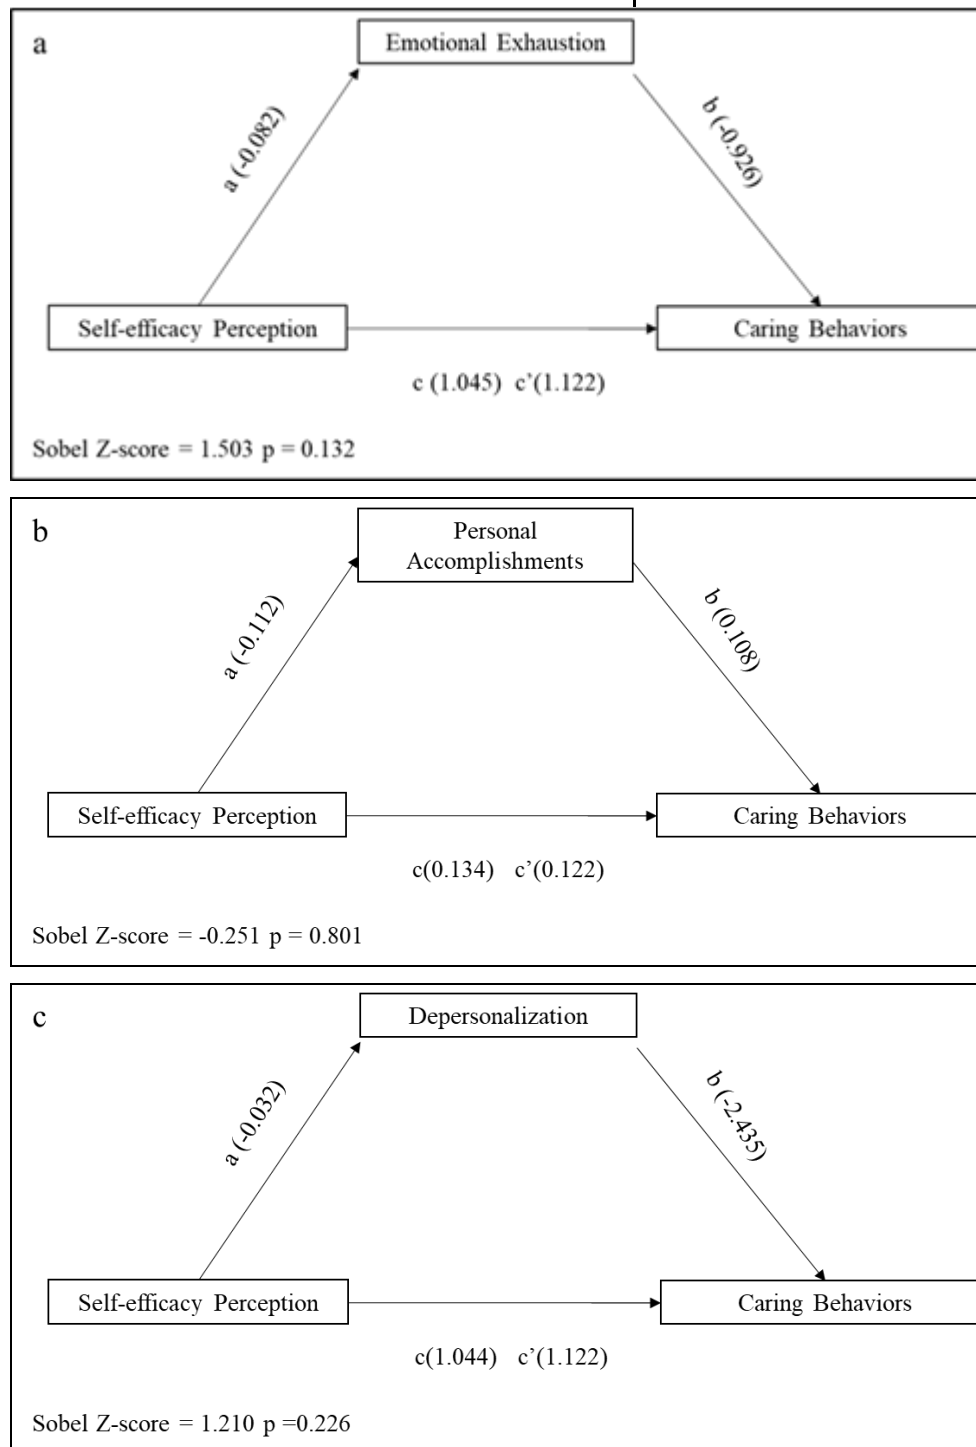 a
Emotional Exhaustion
a (-0.082)
b (-0.926)
Self-efficacy Perception
Caring Behaviors
c (1.045) c’(1.122)
Sobel Z-score = 1.503 p = 0.132
b
Personal
Accomplishments
a (-0.112)
b (0.108)
Self-efficacy Perception
Caring Behaviors
c(0.134) c’(0.122)
Sobel Z-score = -0.251 p = 0.801
c
Depersonalization
a (-0.032)
b (-2.435)
Self-efficacy Perception
Caring Behaviors
c(1.044) c’(1.122)
Sobel Z-score = 1.210 p =0.226